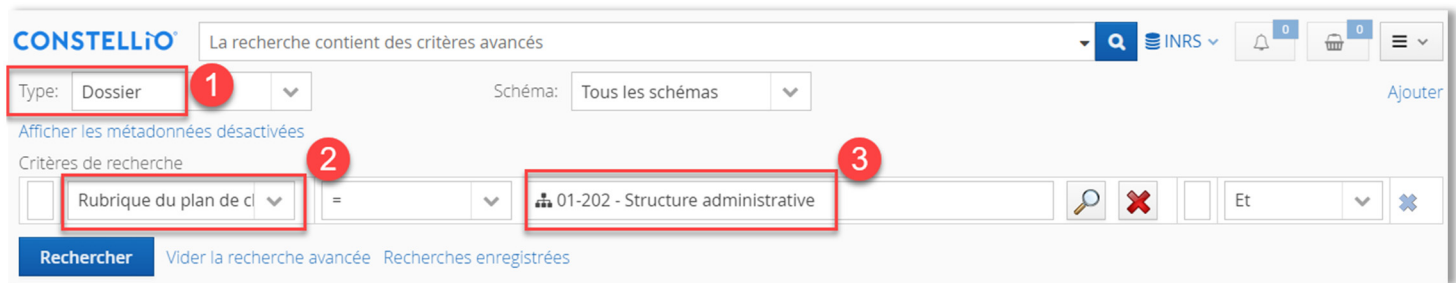 CONSTELLiO La recherche contient des critères avancés INRS 0 0
Type: Dossier 1 Schéma: Tous les schémas Ajouter
Afficher les métadonnées désactivées
Critères de recherche 2 3
Rubrique du plan de cl = 01-202 - Structure administrative Et
Rechercher Vider la recherche avancée Recherches enregistrées